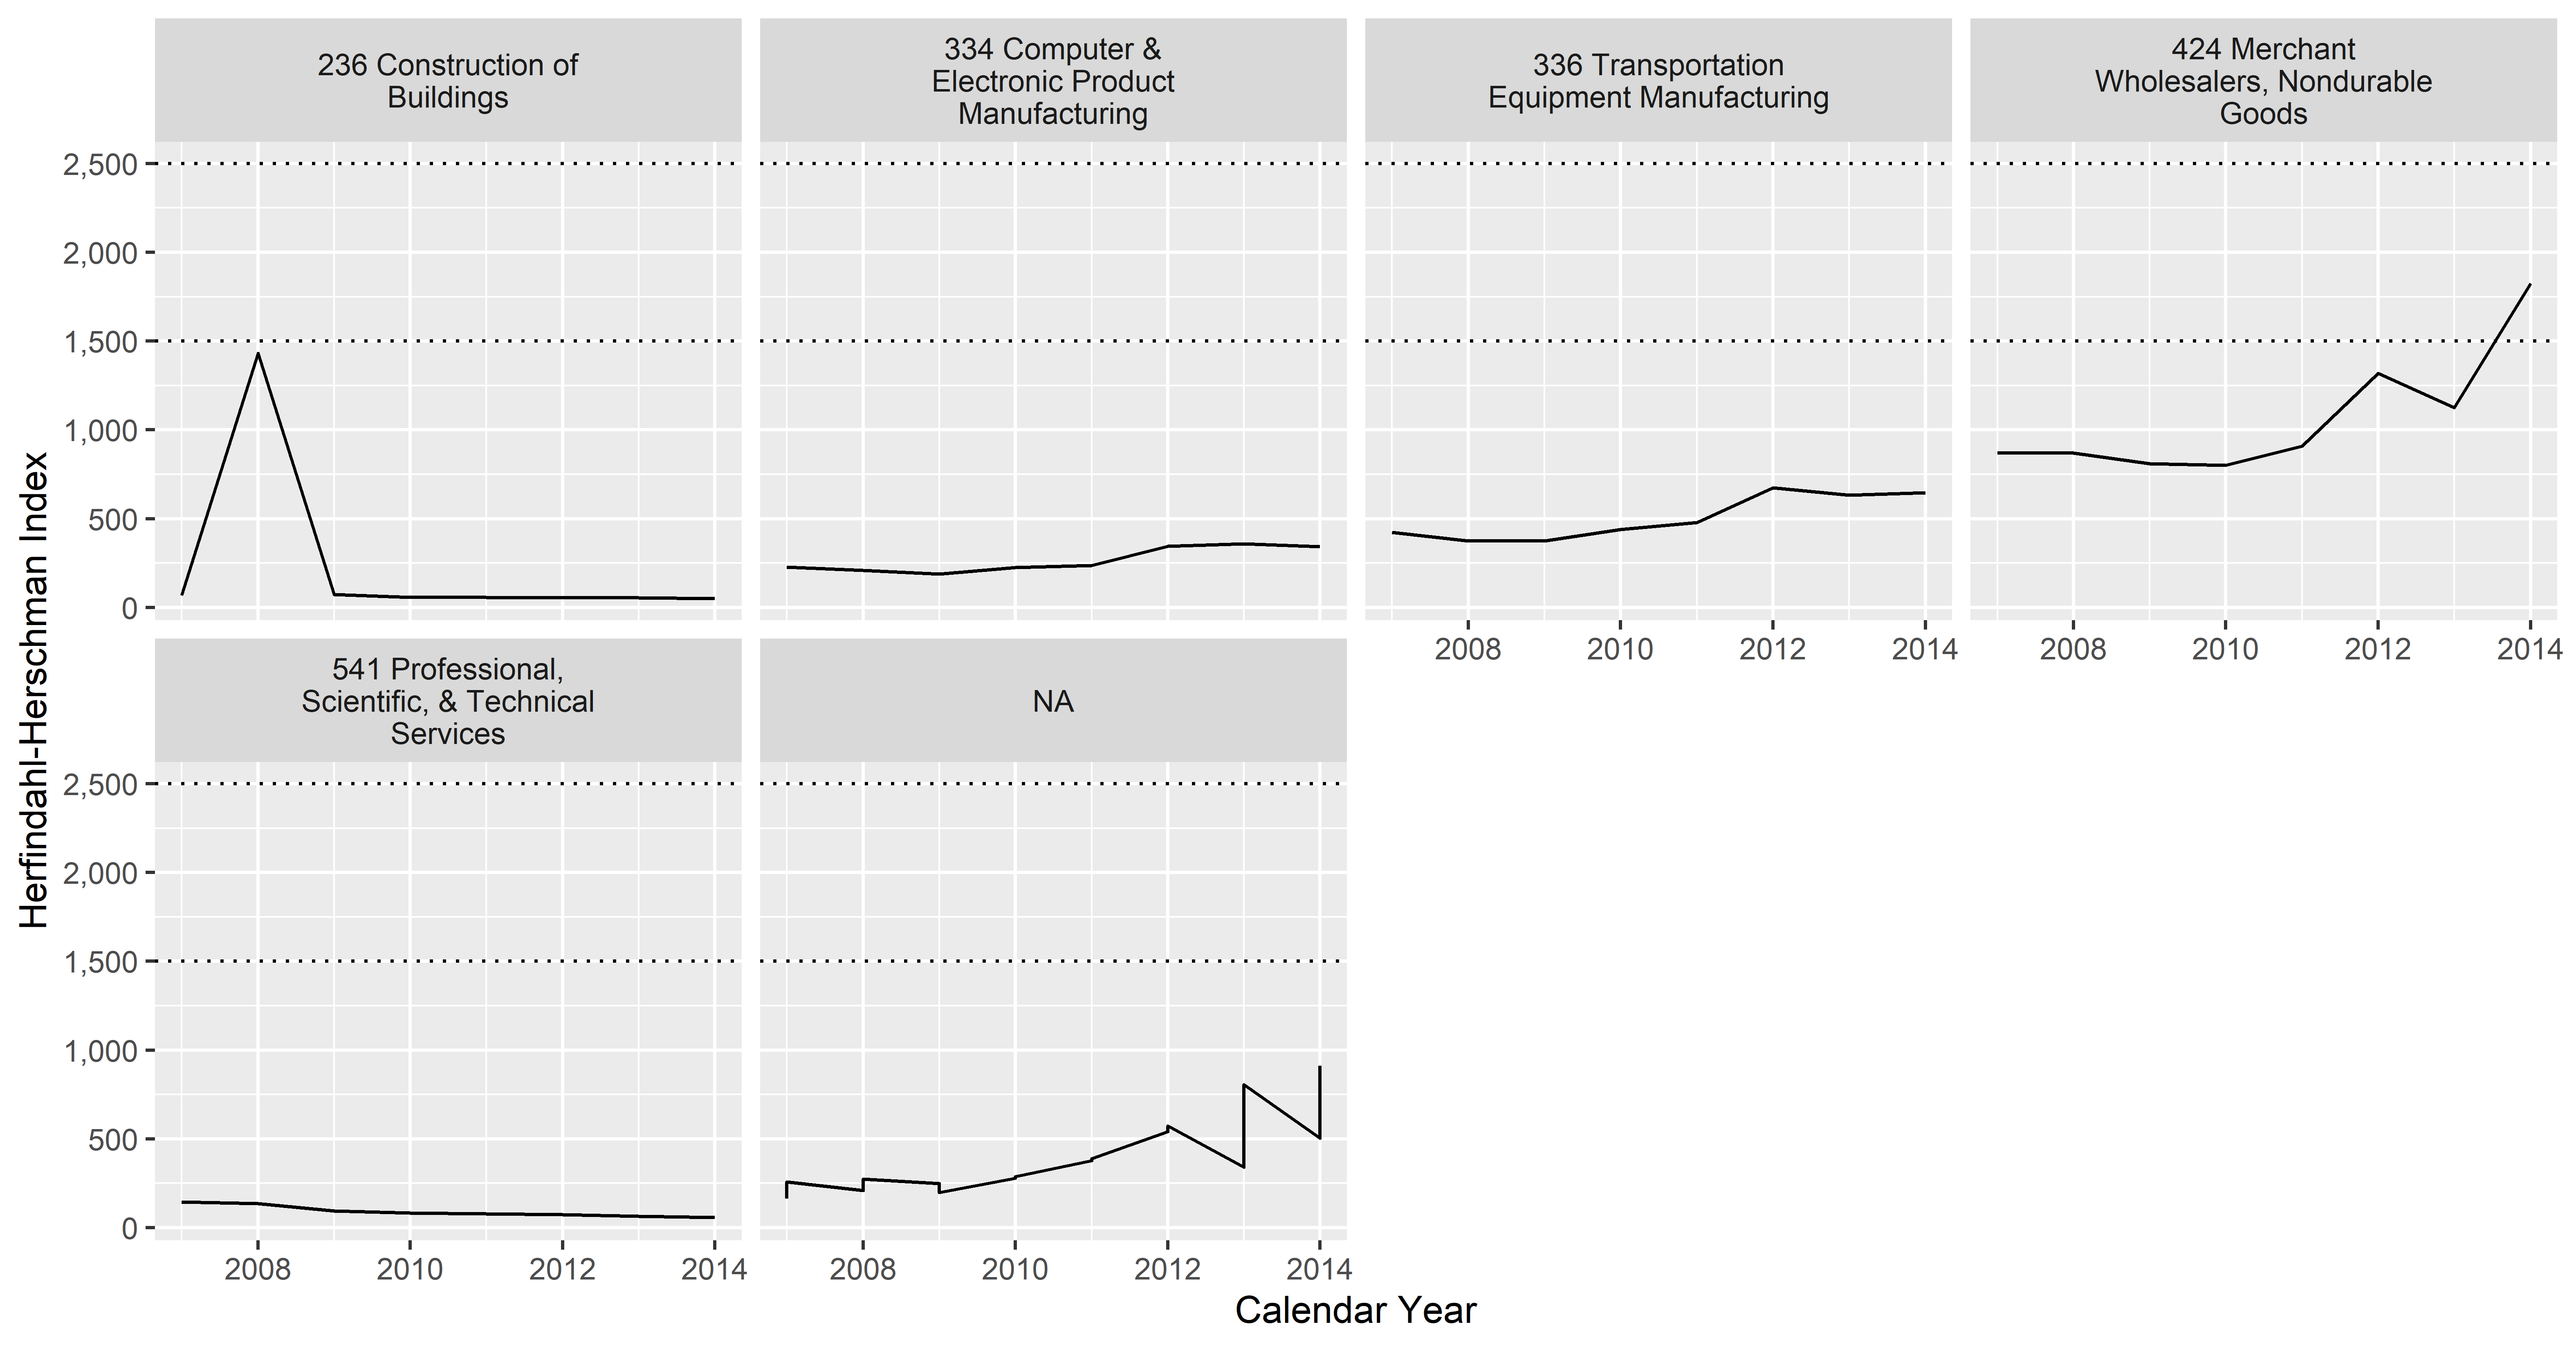 236 Construction of
Buildings
334 Computer &
Electronic Product
Manufacturing
336 Transportation
Equipment Manufacturing
424 Merchant
Wholesalers, Nondurable
Goods
2,500
2,000
1,500
1,000
500
0
2008 2010 2012 2014
2008 2010 2012 2014
541 Professional,
Scientific, & Technical
Services
NA
2,500
2,000
1,500
1,000
500
0
2008 2010 2012 2014
2008 2010 2012 2014
Herfindahl-Herschman Index
Calendar Year